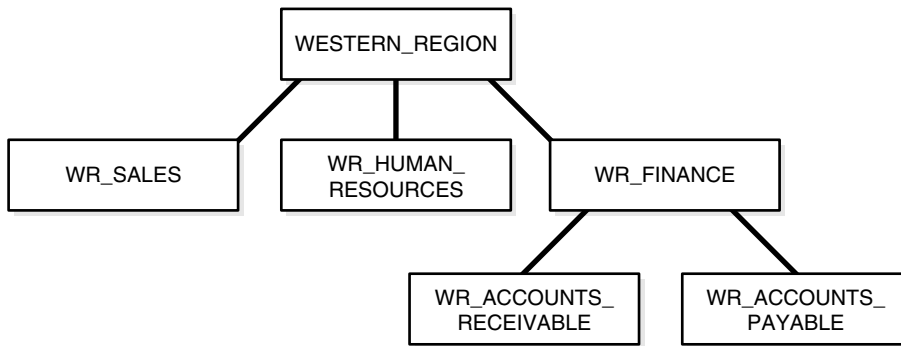 WESTERN_REGION
WR_SALES
WR_HUMAN_
RESOURCES
WR_FINANCE
WR_ACCOUNTS_
RECEIVABLE
WR_ACCOUNTS_
PAYABLE